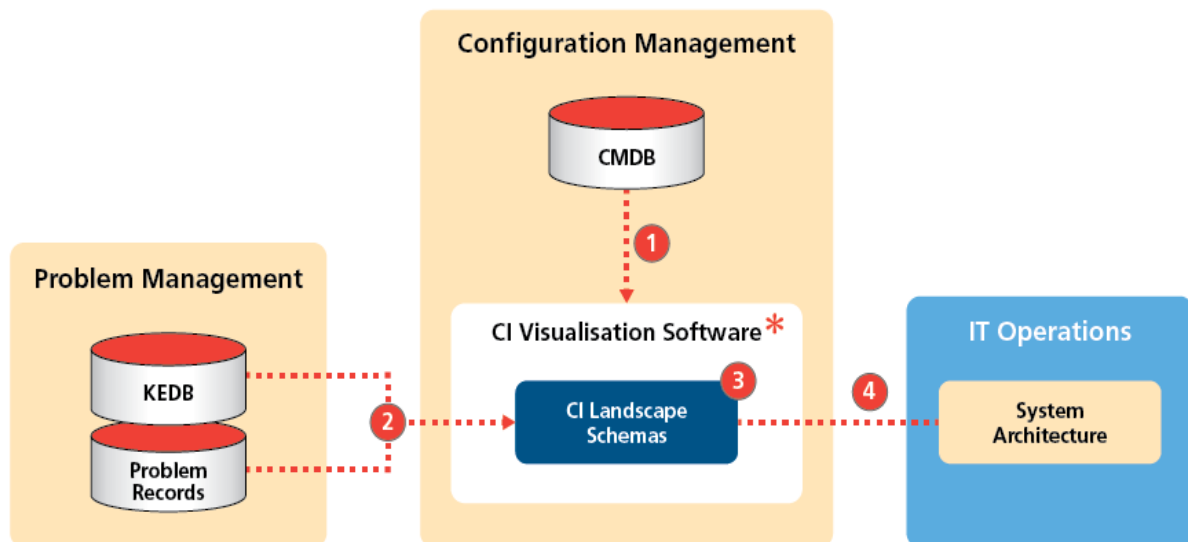 Configuration Management
CMDB
1
Problem Management
KEDB
Problem
Records
2
CI Visualisation Software*
CI Landscape
Schemas
3
4
IT Operations
System
Architecture